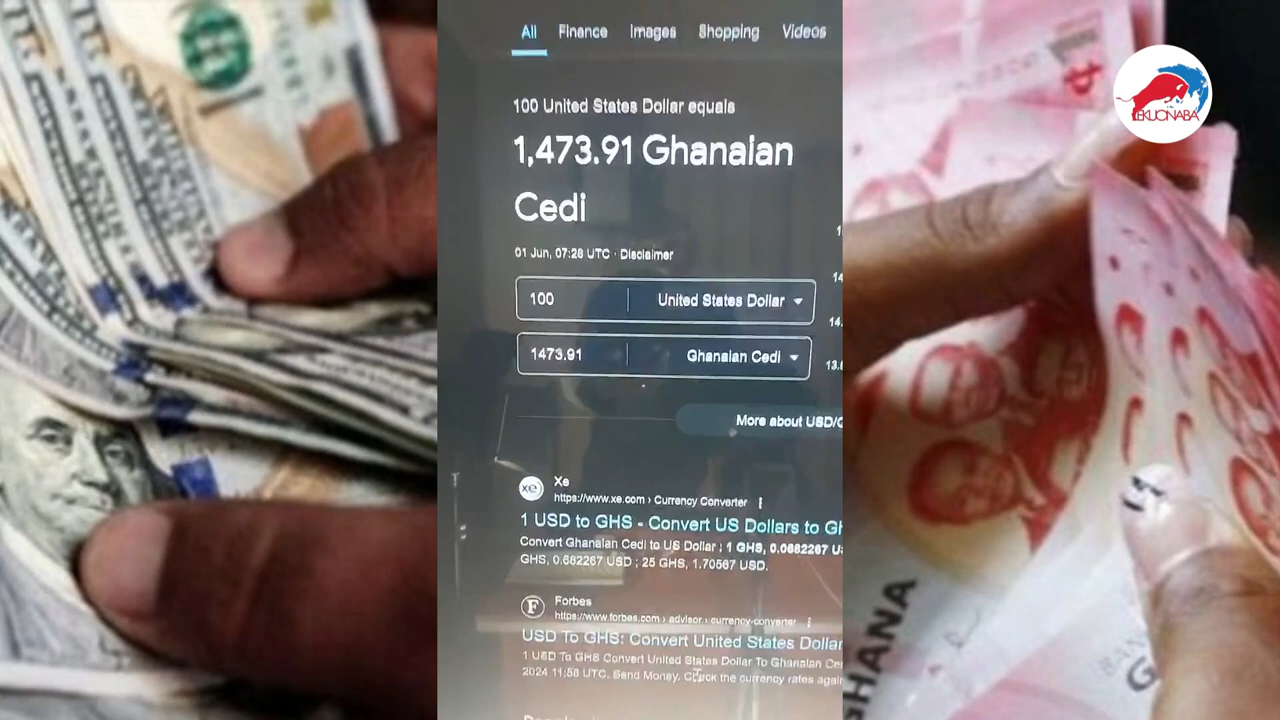 All Finance Images Shopping Videos
100 United States Dollar equals
1,473.91 Ghanaian
Cedi
01 Jun, 07:28 UTC · Disclaimer
100 United States Dollar
1473.91 Ghanaian Cedi
More about USD/
Xe
https://www.xe.com › Currency Converter
1 USD to GHS - Convert US Dollars to
Convert Ghanaian Cedi to US Dollar ; 1 GHS, 0.0682267
GHS, 0.682267 USD ; 25 GHS, 1.70567 USD.
Forbes
https://www.forbes.com › advisor › currency-converter
USD To GHS: Convert United States Dollar
1 USD To GHS Convert United States Dollar To Ghanaian
2024 11:58 UTC. Send Money. Check the currency rates
EKUONABA
GHANA